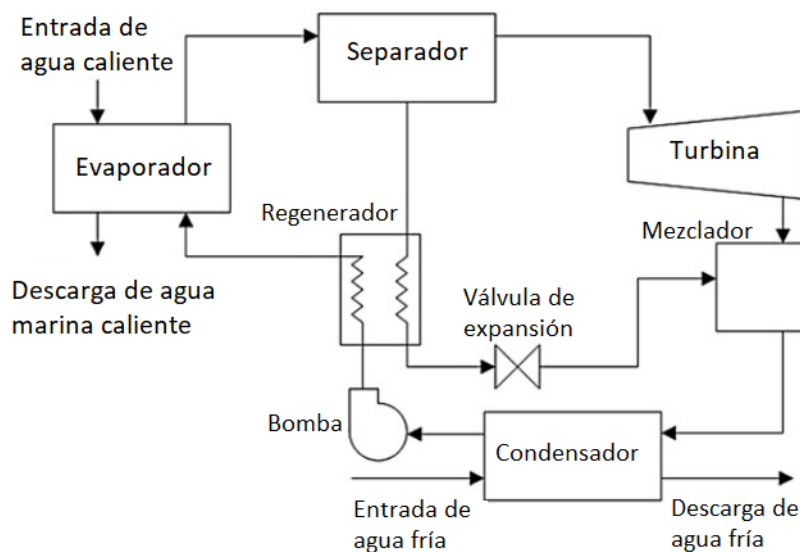 Entrada de
agua caliente
Separador
Evaporador
Turbina
Regenerador
Mezclador
Descarga de agua
marina caliente
Válvula de
expansión
Bomba
Condensador
Entrada de
agua fría
Descarga de
agua fría